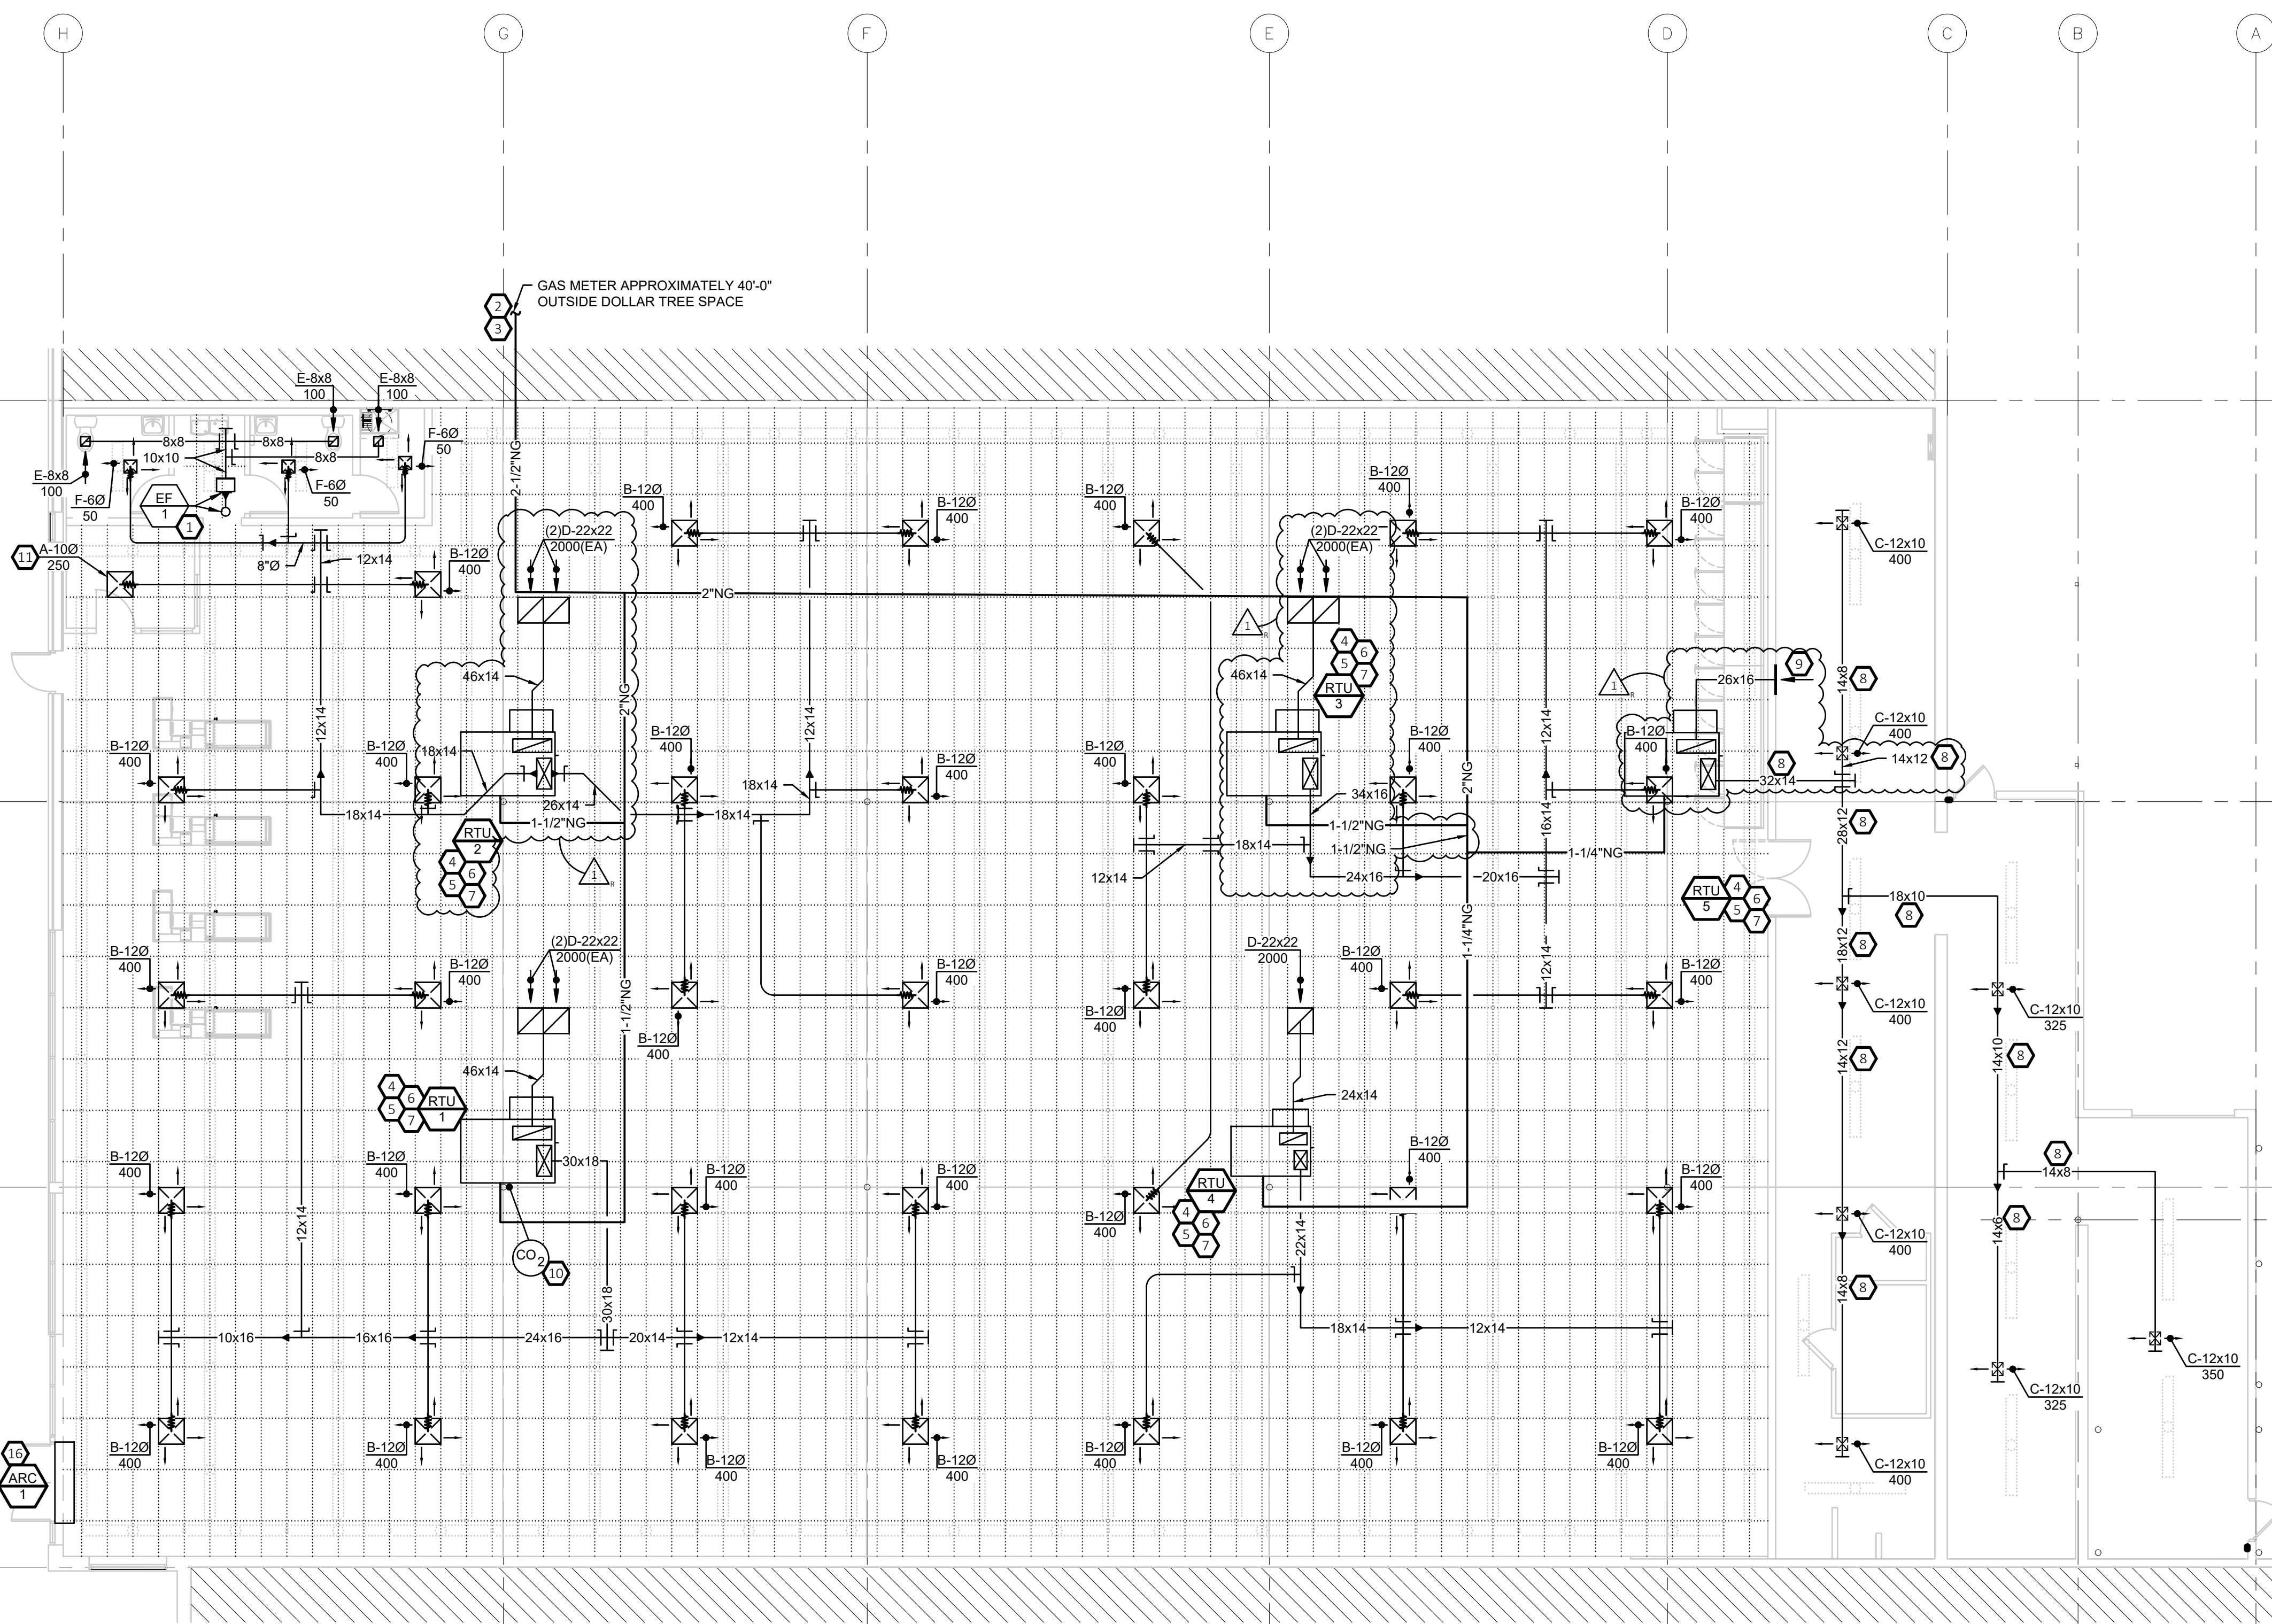 H
G
F
E
D
C
B
A
GAS METER APPROXIMATELY 40'-0"
OUTSIDE DOLLAR TREE SPACE
2
3
E-8x8
100
E-8x8
100
8x8
8x8
8x8
10x10
F-6Ø
50
E-8x8
100
F-6Ø
50
F-6Ø
50
EF
1
1
11
A-10Ø
250
8"Ø
12x14
B-12Ø
400
2-1/2"NG
(2)D-22x22
2000(EA)
B-12Ø
400
B-12Ø
400
B-12Ø
400
(2)D-22x22
2000(EA)
B-12Ø
400
B-12Ø
400
C-12x10
400
2"NG
1
R
4
6
5
7
RTU
3
46x14
46x14
2"NG
1
R
26x16
9
14x8
8
12x14
12x14
12x14
B-12Ø
400
B-12Ø
400
18x14
B-12Ø
400
B-12Ø
400
B-12Ø
400
B-12Ø
400
B-12Ø
400
C-12x10
400
8
8
14x12
32x14
18x14
26x14
18x14
18x14
1-1/2"NG
34x16
2"NG
1-1/2"NG
1-1/2"NG
16x14
28x12
8
RTU
2
4
6
5
7
1
R
18x14
12x14
24x16
20x16
1-1/4"NG
RTU
5
4
6
5
7
18x10
8
18x12
8
B-12Ø
400
B-12Ø
400
(2)D-22x22
2000(EA)
B-12Ø
400
B-12Ø
400
B-12Ø
400
D-22x22
2000
B-12Ø
400
1-1/4"NG
12x14
B-12Ø
400
C-12x10
400
C-12x10
325
1-1/2"NG
46x14
4
6
5
7
RTU
1
24x14
14x12
8
14x10
8
B-12Ø
400
B-12Ø
400
30x18
B-12Ø
400
B-12Ø
400
B-12Ø
400
RTU
4
4
6
5
7
B-12Ø
400
B-12Ø
400
8
14x8
14x6
8
12x14
CO2
10
30x18
22x14
C-12x10
400
14x8
8
10x16
16x16
24x16
20x14
12x14
18x14
12x14
C-12x10
350
C-12x10
325
B-12Ø
400
B-12Ø
400
B-12Ø
400
B-12Ø
400
B-12Ø
400
B-12Ø
400
B-12Ø
400
C-12x10
400
16
ARC
1